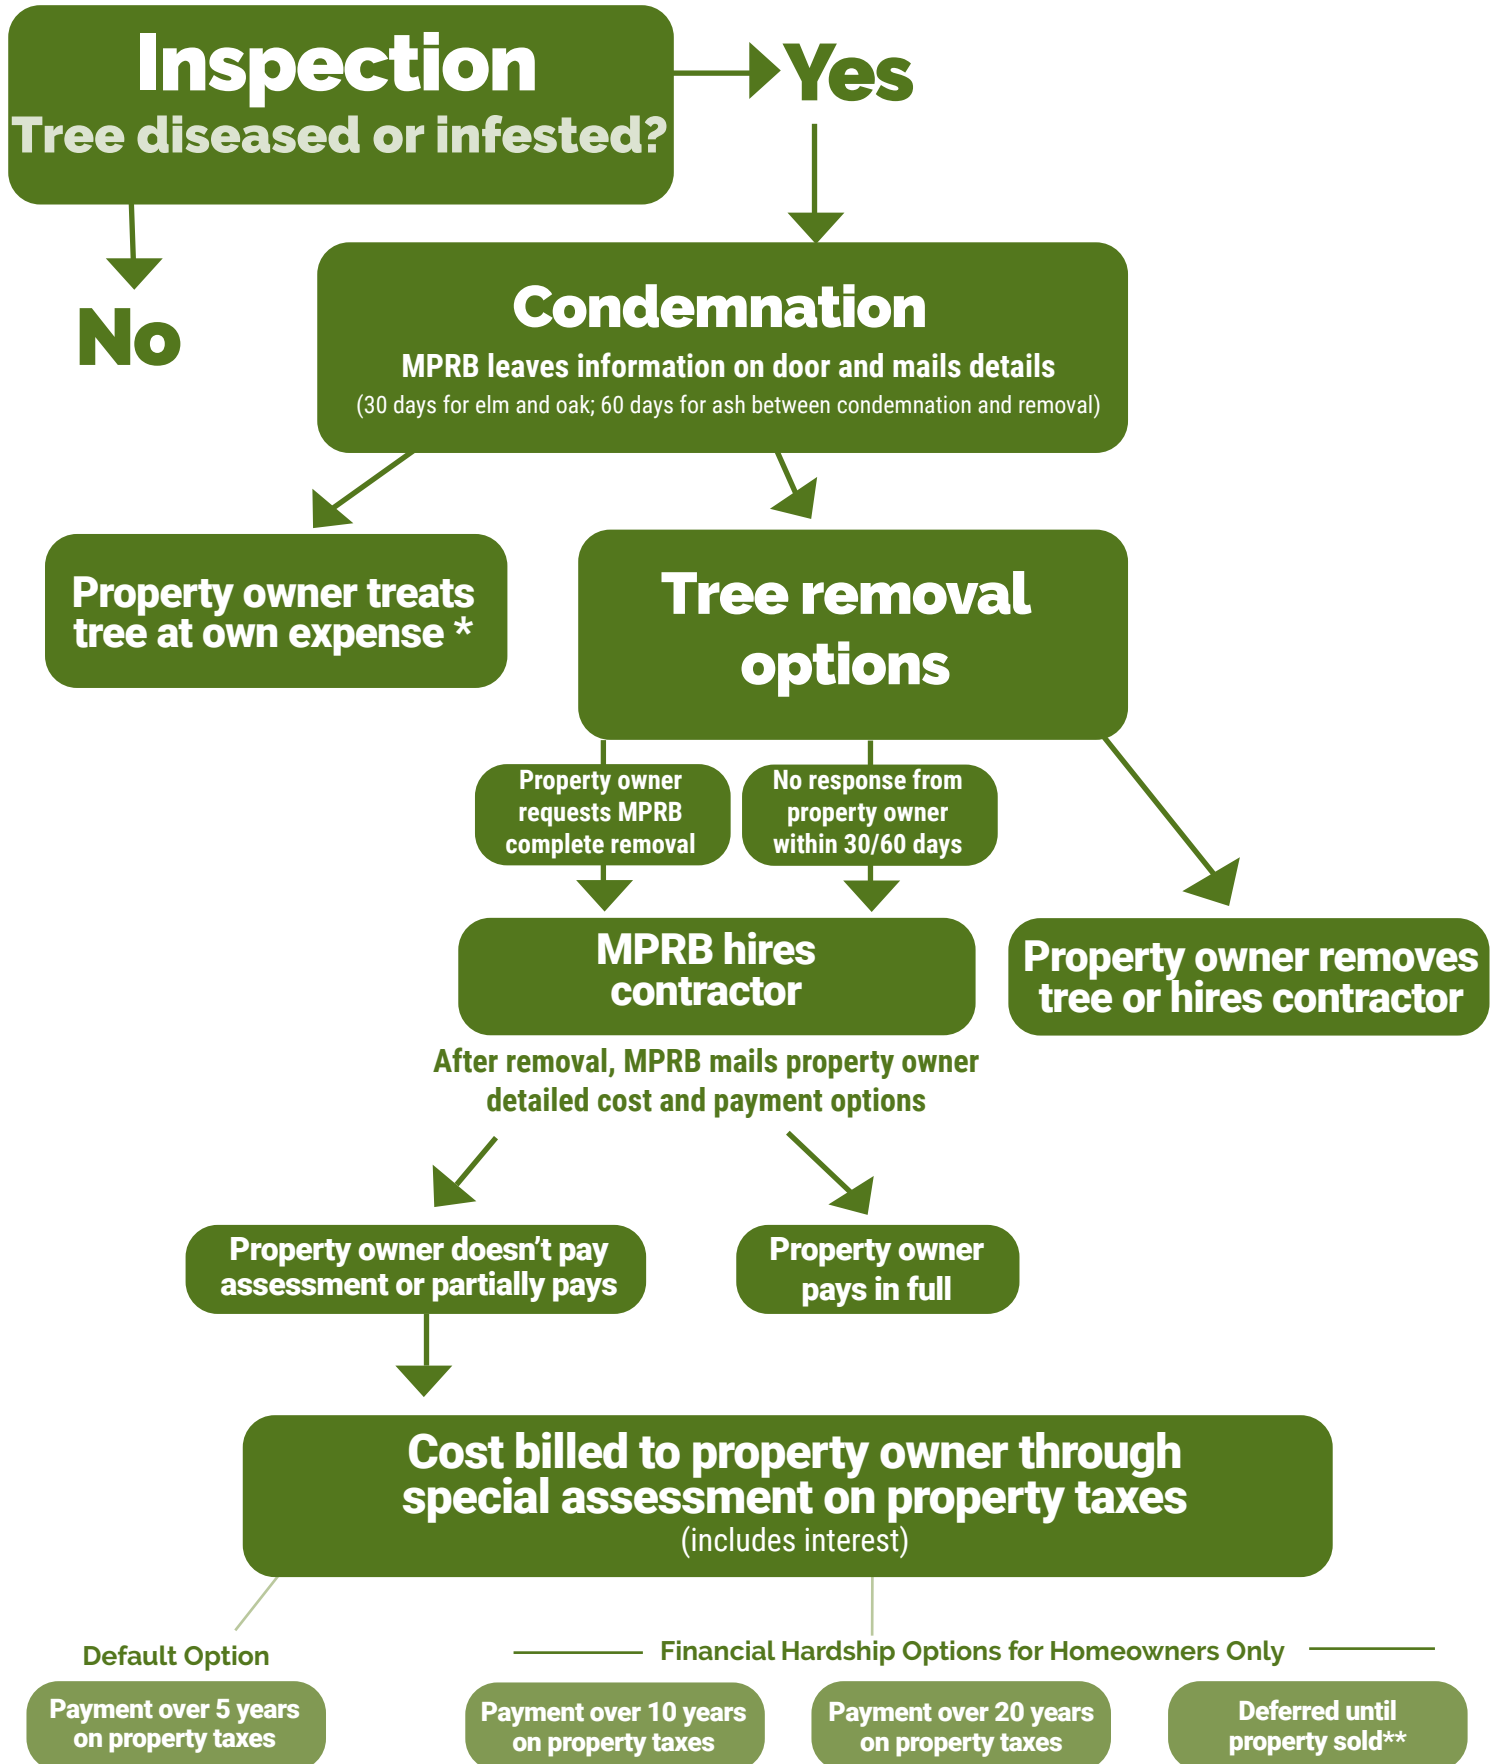 Inspection
Tree diseased or infested?
Yes
No
Condemnation
MPRB leaves information on door and mails details
(30 days for elm and oak; 60 days for ash between condemnation and removal)
Property owner treats
tree at own expense *
Tree removal
options
Property owner
requests MPRB
complete removal
No response from
property owner
within 30/60 days
MPRB hires
contractor
Property owner removes
tree or hires contractor
After removal, MPRB mails property owner
detailed cost and payment options
Property owner doesn’t pay
assessment or partially pays
Property owner
pays in full
Cost billed to property owner through
special assessment on property taxes
(includes interest)
Default Option
Financial Hardship Options for Homeowners Only
Payment over 5 years
on property taxes
Payment over 10 years
on property taxes
Payment over 20 years
on property taxes
Deferred until
property sold**